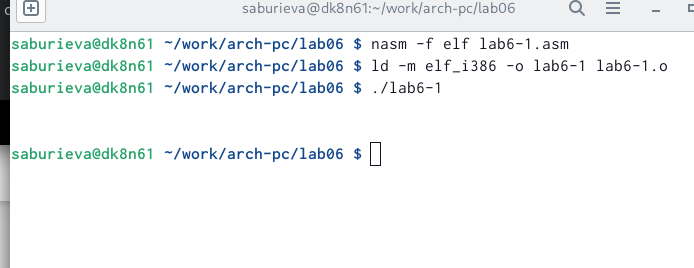 saburieva@dk8n61:~/work/arch-pc/lab06
saburieva@dk8n61 ~/work/arch-pc/lab06 $ nasm -f elf lab6-1.asm
saburieva@dk8n61 ~/work/arch-pc/lab06 $ ld -m elf_i386 -o lab6-1 lab6-1.o
saburieva@dk8n61 ~/work/arch-pc/lab06 $ ./lab6-1
saburieva@dk8n61 ~/work/arch-pc/lab06 $